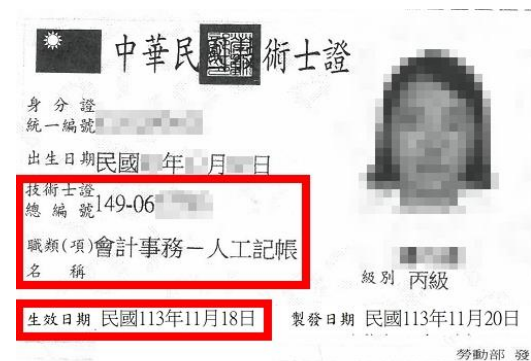 中華民國技術士證
身分證
統一編號
出生日期民國 年 月 日
技術士證
總編號149-06
職類(項)會計事務－人工記帳
名稱
級別 丙級
生效日期 民國113年11月18日
製發日期 民國113年11月20日
勞動部 發